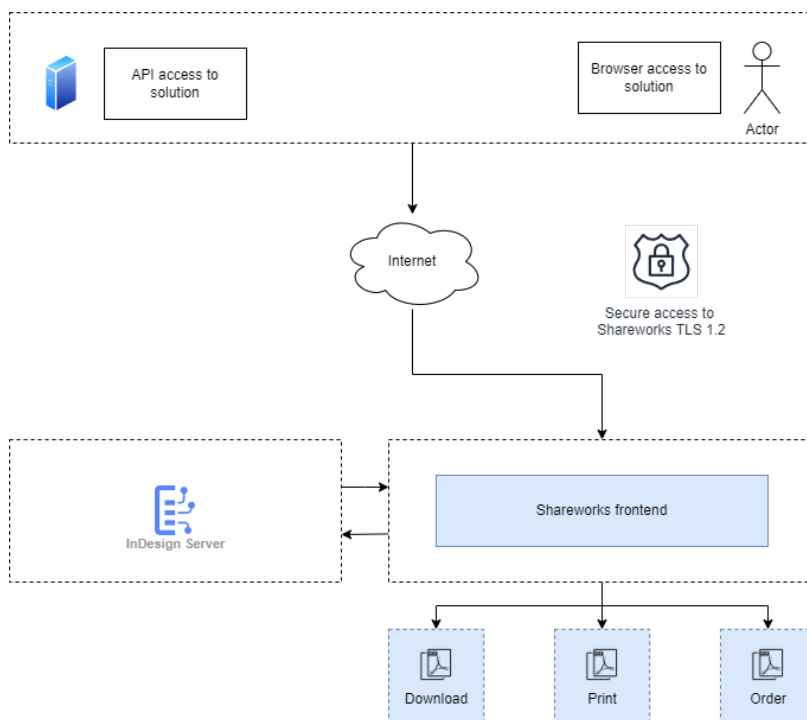 API access to
solution
Browser access to
solution
Actor
Internet
Secure access to
Shareworks TLS 1.2
InDesign Server
Shareworks frontend
Download
Print
Order